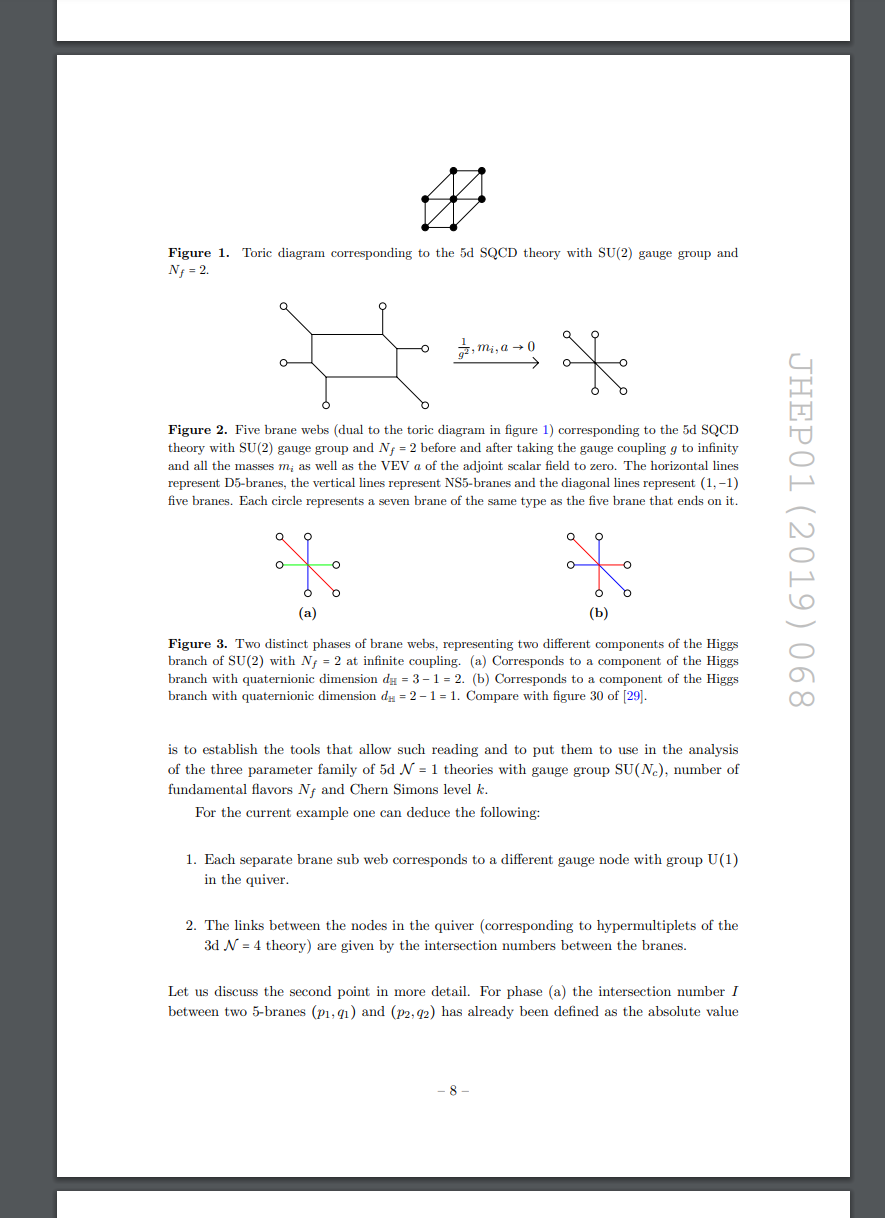 Figure 1. Toric diagram corresponding to the 5d SQCD theory with SU(2) gauge group and
N_f = 2.
1/g², m_i, a → 0
Figure 2. Five brane webs (dual to the toric diagram in figure 1) corresponding to the 5d SQCD
theory with SU(2) gauge group and N_f = 2 before and after taking the gauge coupling g to infinity
and all the masses m_i as well as the VEV a of the adjoint scalar field to zero. The horizontal lines
represent D5-branes, the vertical lines represent NS5-branes and the diagonal lines represent (1, −1)
five branes. Each circle represents a seven brane of the same type as the five brane that ends on it.
(a) (b)
Figure 3. Two distinct phases of brane webs, representing two different components of the Higgs
branch of SU(2) with N_f = 2 at infinite coupling. (a) Corresponds to a component of the Higgs
branch with quaternionic dimension d_ℍ = 3 − 1 = 2. (b) Corresponds to a component of the Higgs
branch with quaternionic dimension d_ℍ = 2 − 1 = 1. Compare with figure 30 of [29].
is to establish the tools that allow such reading and to put them to use in the analysis
of the three parameter family of 5d 𝒩 = 1 theories with gauge group SU(N_c), number of
fundamental flavors N_f and Chern Simons level k.
For the current example one can deduce the following:
1. Each separate brane sub web corresponds to a different gauge node with group U(1)
in the quiver.
2. The links between the nodes in the quiver (corresponding to hypermultiplets of the
3d 𝒩 = 4 theory) are given by the intersection numbers between the branes.
Let us discuss the second point in more detail. For phase (a) the intersection number I
between two 5-branes (p₁, q₁) and (p₂, q₂) has already been defined as the absolute value
– 8 –
JHEP01(2019)068